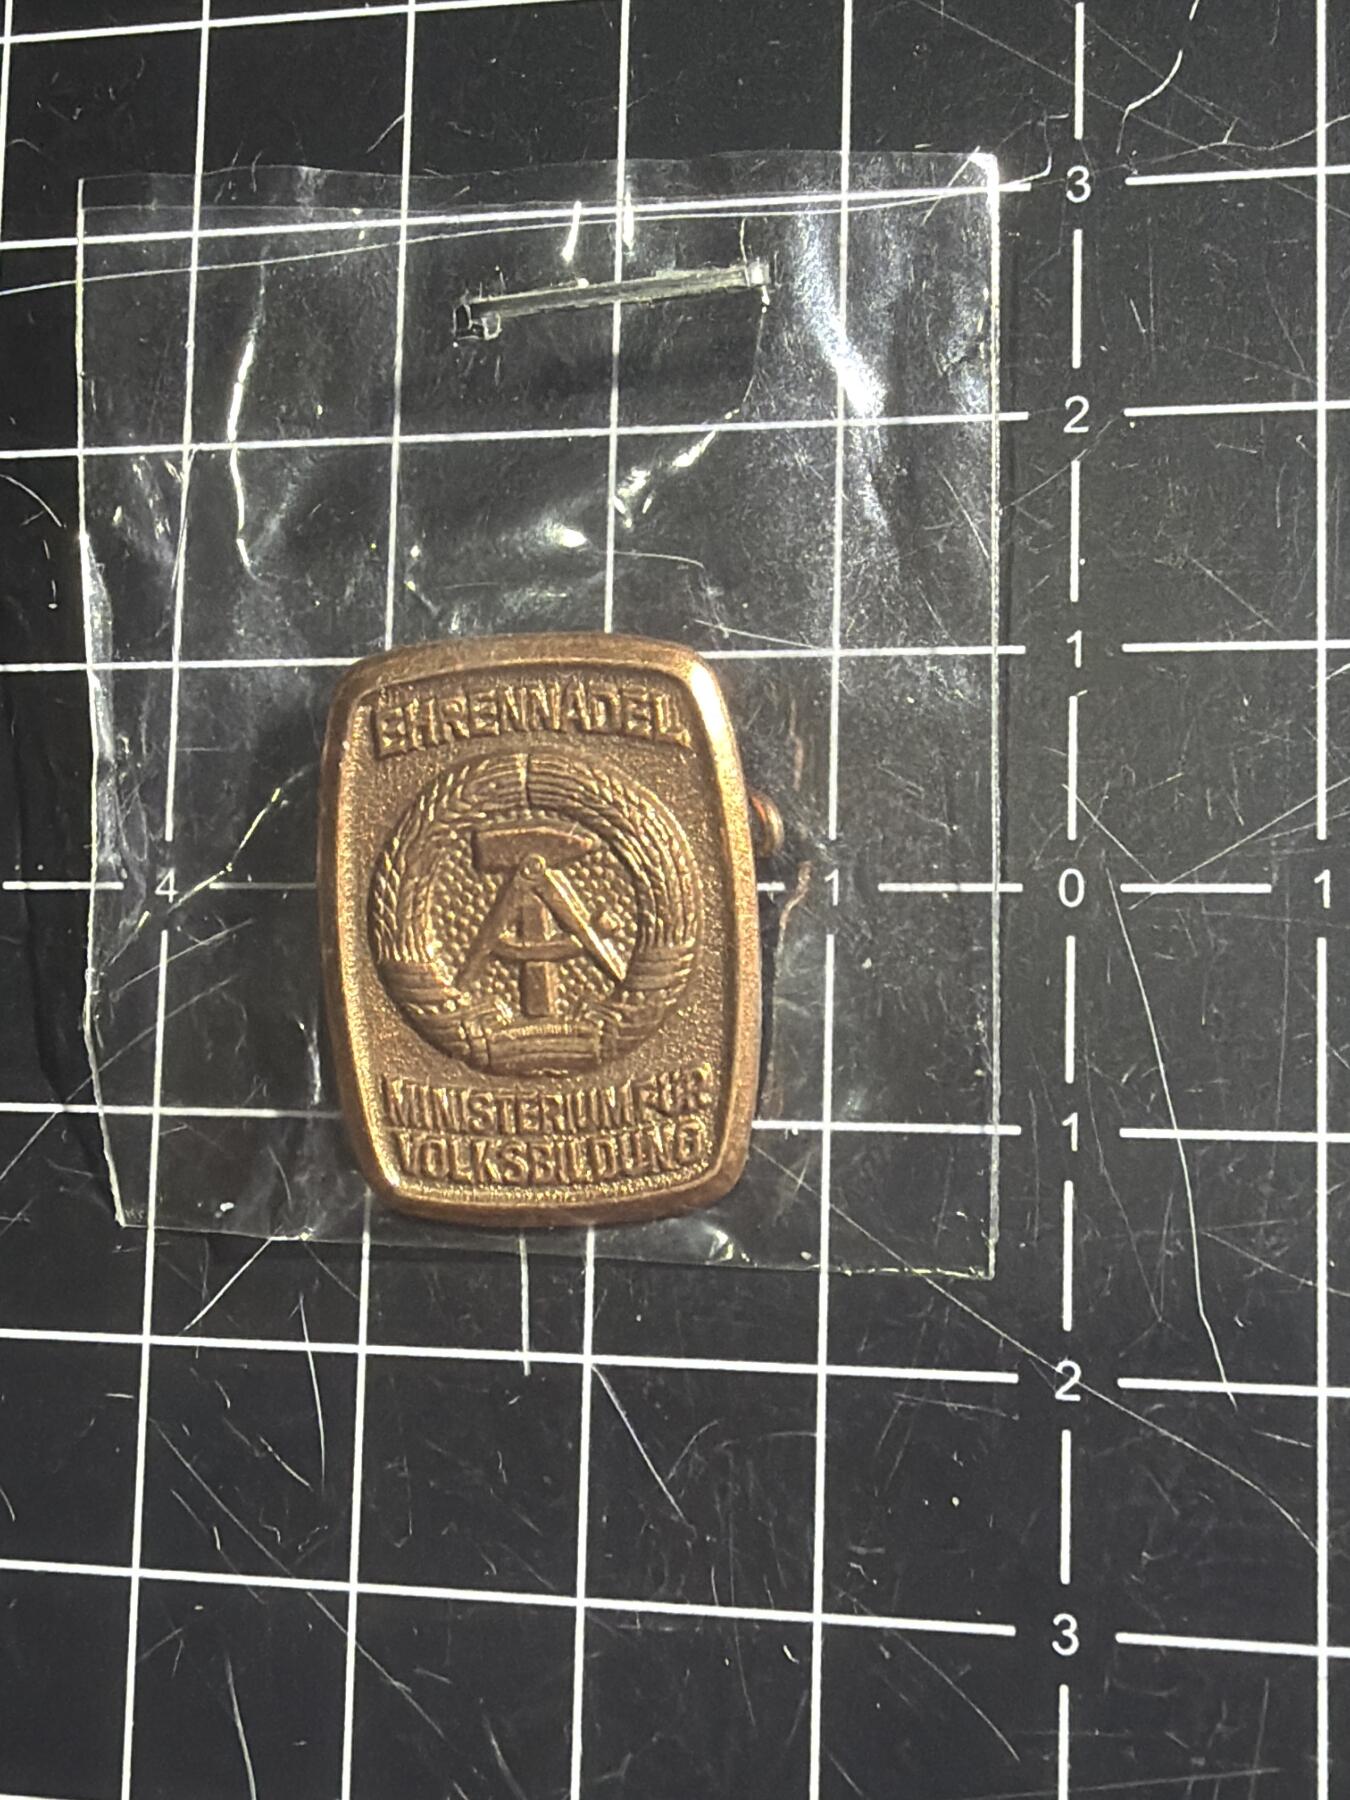 3
2
1
EHRENNADEL
4 1 0 1
MINISTERIUM FÜR
VOLKSBILDUNG
1
2
3